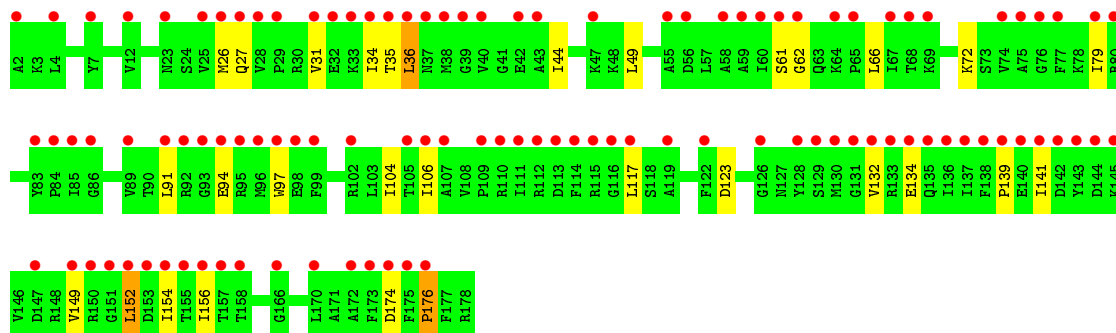 A2 K3 L4 Y7 V12 N23 S24 V25 M26 Q27 V28 P29 R30 V31 E32 K33 I34 T35 L36 N37 M38 G39 V40 G41 E42 A43 I44 K47 K48 L49 A55 D56 L57 A58 A59 I60 S61 G62 Q63 K64 P65 L66 I67 T68 K69 K72 S73 V74 A75 G76 F77 K78 I79 R80
Y83 P84 I85 G86 V89 T90 L91 R92 G93 E94 R95 M96 W97 E98 F99 R102 L103 I104 T105 I106 A107 V108 P109 R110 I111 R112 D113 F114 R115 G116 L117 S118 A119 F122 D123 G126 N127 Y128 S129 M130 G131 V132 R133 E134 Q135 I136 I137 F138 P139 E140 I141 D142 Y143 D144 K145
V146 D147 R148 V149 R150 G151 L152 D153 I154 T155 I156 T157 T158 G166 L170 A171 A172 F173 D174 F175 P176 F177 R178